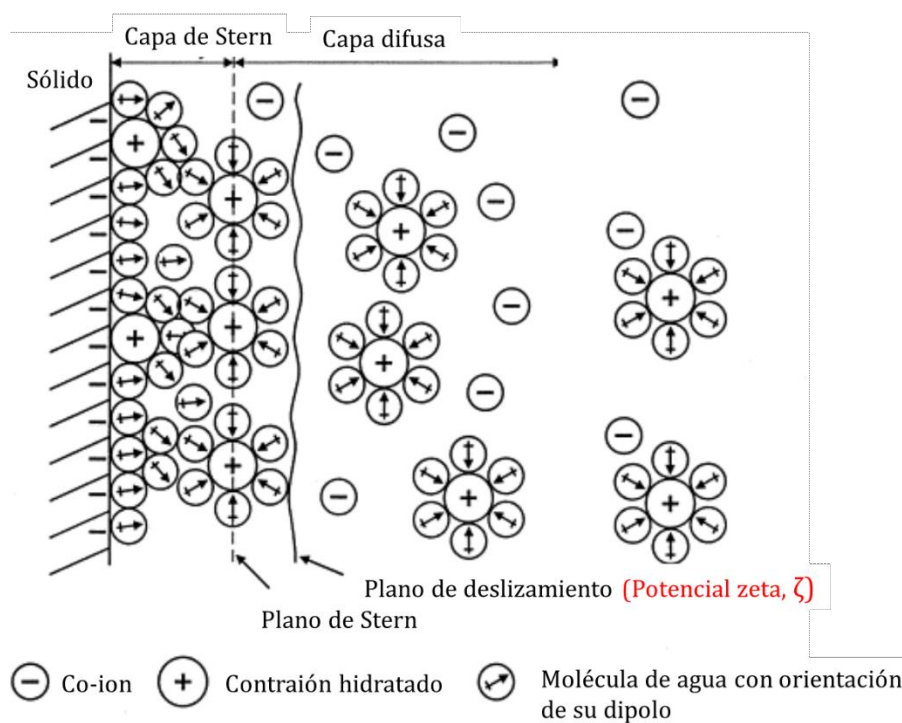 Capa de Stern
Capa difusa
Sólido
Plano de deslizamiento (Potencial zeta, ζ)
Plano de Stern
Co-ion
Contraión hidratado
Molécula de agua con orientación
de su dipolo